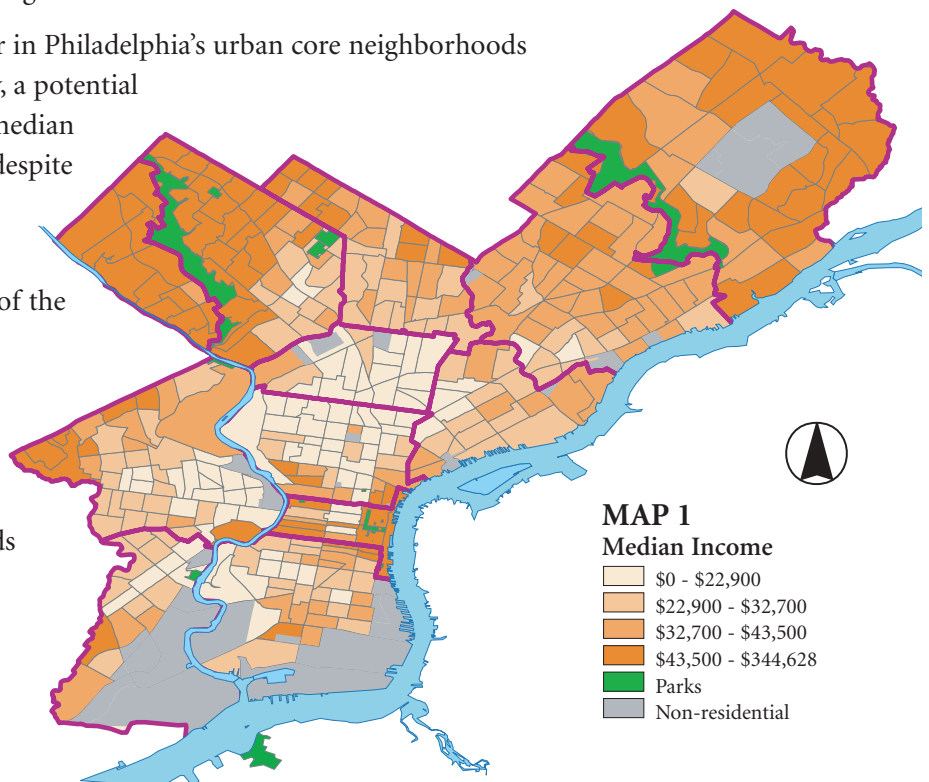 r in Philadelphia's urban core neighborhoods
, a potential
nedian
despite
of the
ds
MAP 1
Median Income
$0 - $22,900
$22,900 - $32,700
$32,700 - $43,500
$43,500 - $344,628
Parks
Non-residential